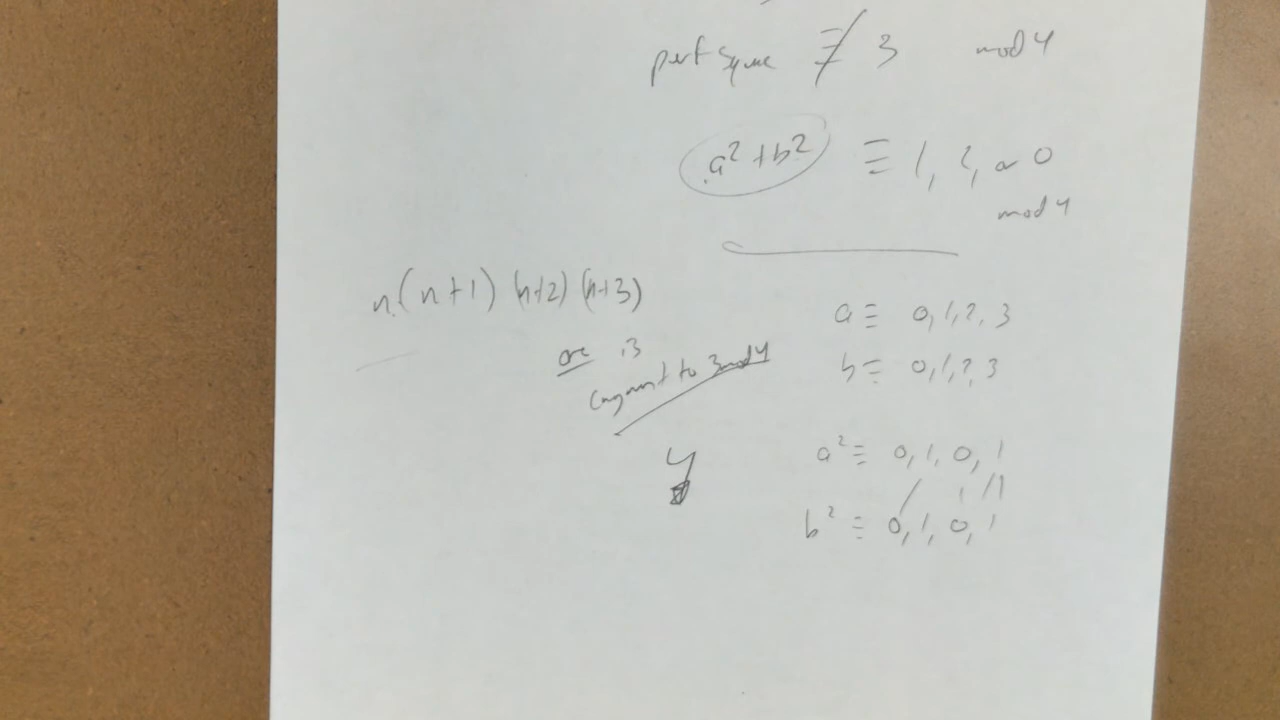 perf square ≢ 3 mod 4
a² + b² ≡ 1, 2, or 0
mod 4
n(n+1)(n+2)(n+3)
one is
congruent to 3 mod 4
a ≡ 0, 1, 2, 3
b ≡ 0, 1, 2, 3
4
a² ≡ 0, 1, 0, 1
b² ≡ 0, 1, 0, 1